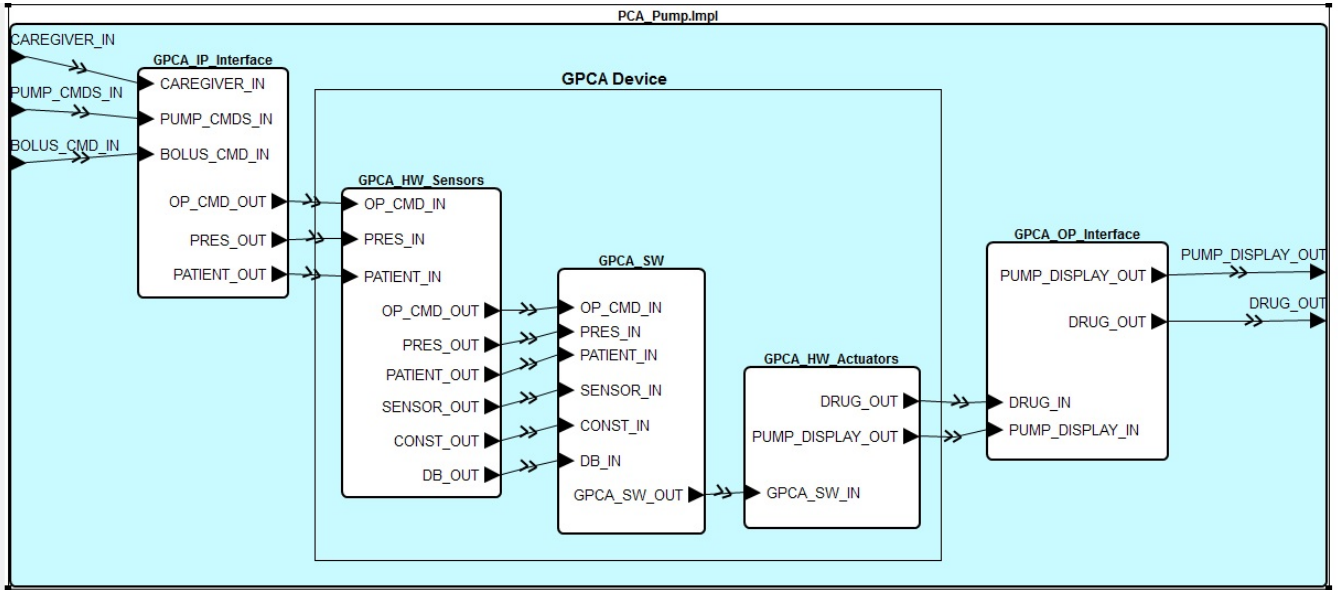 PCA_Pump.Impl
CAREGIVER_IN
PUMP_CMDS_IN
BOLUS_CMD_IN
GPCA_IP_Interface
CAREGIVER_IN
PUMP_CMDS_IN
BOLUS_CMD_IN
OP_CMD_OUT
PRES_OUT
PATIENT_OUT
GPCA Device
GPCA_HW_Sensors
OP_CMD_IN
PRES_IN
PATIENT_IN
OP_CMD_OUT
PRES_OUT
PATIENT_OUT
SENSOR_OUT
CONST_OUT
DB_OUT
GPCA_SW
OP_CMD_IN
PRES_IN
PATIENT_IN
SENSOR_IN
CONST_IN
DB_IN
GPCA_SW_OUT
GPCA_HW_Actuators
DRUG_OUT
PUMP_DISPLAY_OUT
GPCA_SW_IN
GPCA_OP_Interface
PUMP_DISPLAY_OUT
DRUG_OUT
DRUG_IN
PUMP_DISPLAY_IN
PUMP_DISPLAY_OUT
DRUG_OUT